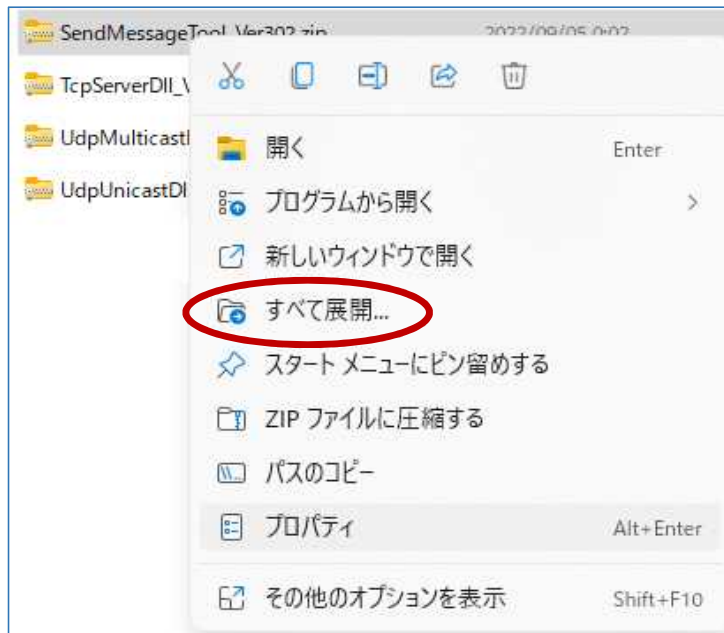 SendMessageTool_Ver302.zip 2022/09/05 0:02
TcpServerDll_V
UdpMulticast
UdpUnicastDl
開く Enter
プログラムから開く
新しいウィンドウで開く
すべて展開...
スタート メニューにピン留めする
ZIP ファイルに圧縮する
パスのコピー
プロパティ Alt+Enter
その他のオプションを表示 Shift+F10